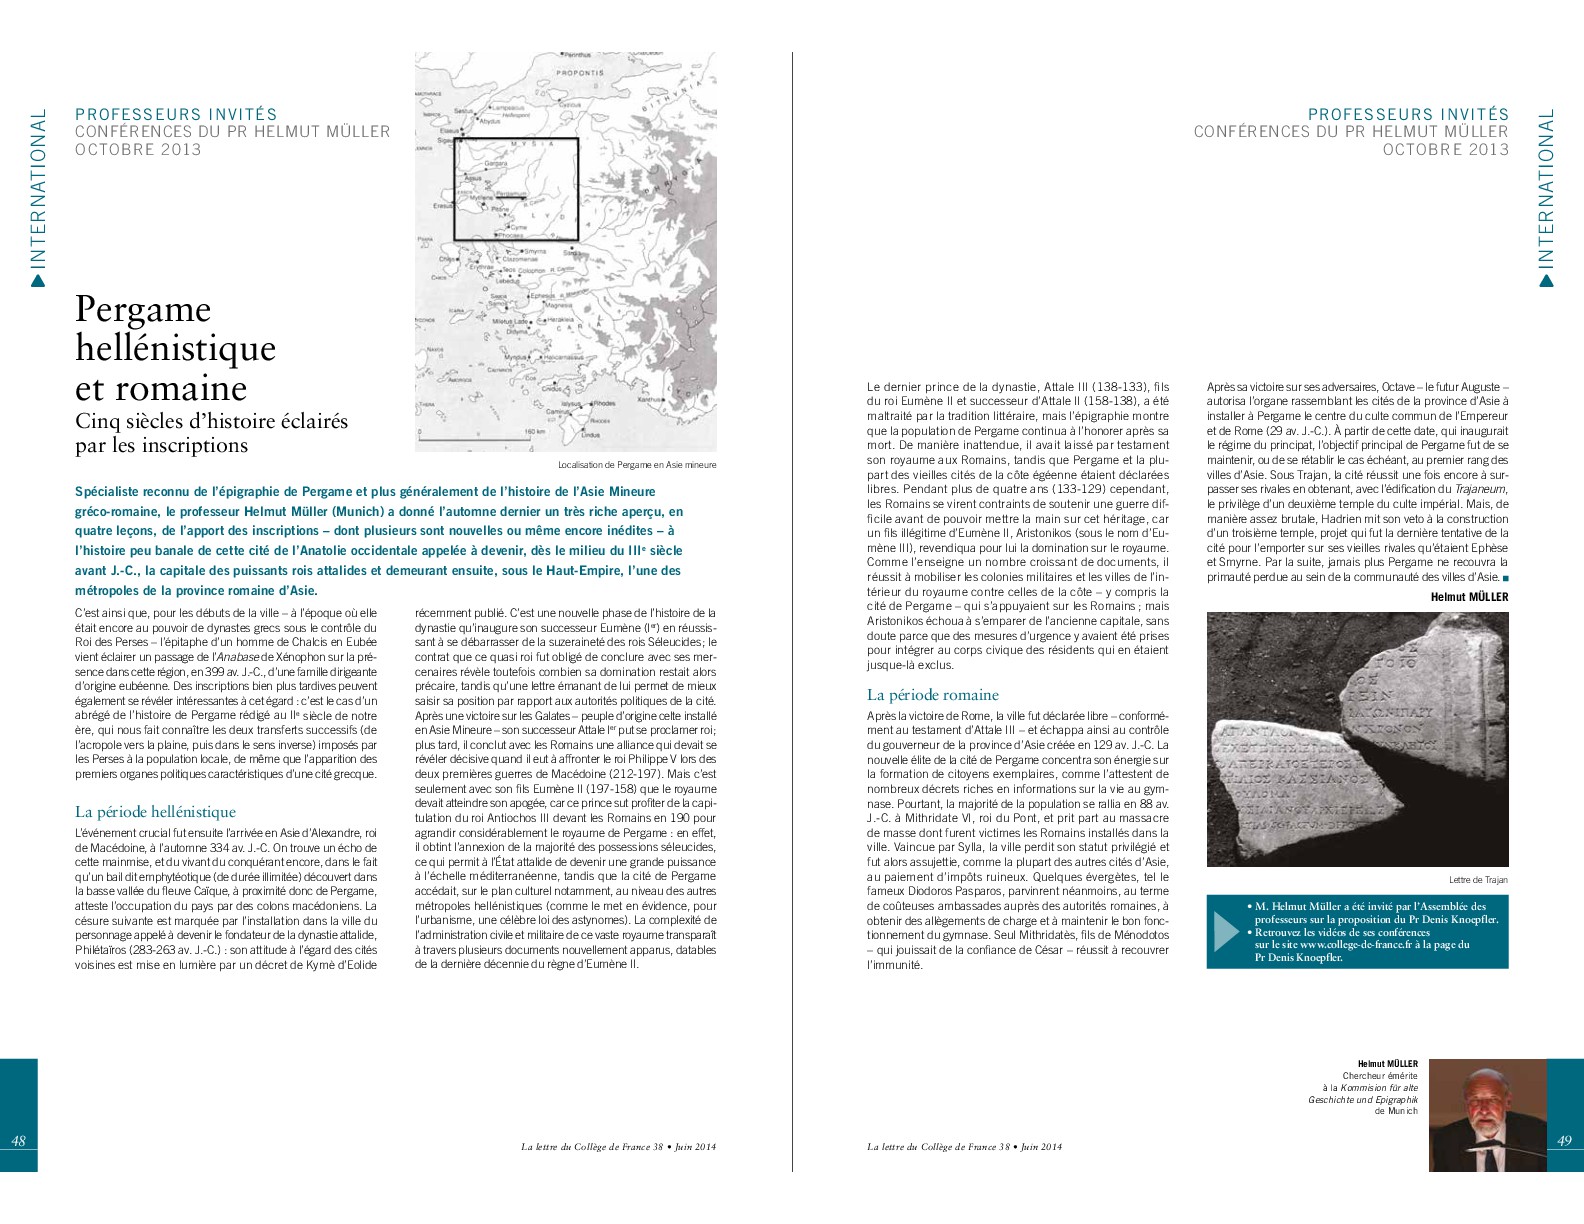 INTERNATIONAL
PROFESSEURS INVITÉS
CONFÉRENCES DU PR HELMUT MÜLLER
OCTOBRE 2013
Pergame
hellénistique
et romaine
Cinq siècles d’histoire éclairés
par les inscriptions
PROPONTIS
BITHYNIA
MYSIA
Lampsacus
Cyzicus
Sestus
Hellespont
Abydus
Gargara
Assus
Pergamum
Eresus
Pitane
LYDIA
Cyme
Phocaea
Smyrna
Sardis
Chios
Clazomenae
Erythrae
Teos
Colophon
Lebedus
Ephesus
Samos
Magnesia
Miletus
Lade
Heraklea
Didyma
CARIA
Myndus
Halicarnassus
Cnidus
Ialysus
Rhodes
Camirus
Lindus
Xanthus
160 km
Localisation de Pergame en Asie mineure
Spécialiste reconnu de l’épigraphie de Pergame et plus généralement de l’histoire de l’Asie Mineure
gréco-romaine, le professeur Helmut Müller (Munich) a donné l’automne dernier un très riche aperçu, en
quatre leçons, de l’apport des inscriptions – dont plusieurs sont nouvelles ou même encore inédites – à
l’histoire peu banale de cette cité de l’Anatolie occidentale appelée à devenir, dès le milieu du IIIe siècle
avant J.-C., la capitale des puissants rois attalides et demeurant ensuite, sous le Haut-Empire, l’une des
métropoles de la province romaine d’Asie.
C’est ainsi que, pour les débuts de la ville – à l’époque où elle
était encore au pouvoir de dynastes grecs sous le contrôle du
Roi des Perses – l’épitaphe d’un homme de Chalcis en Eubée
vient éclairer un passage de l’Anabase de Xénophon sur la pré-
sence dans cette région, en 399 av. J.-C., d’une famille dirigeante
d’origine eubéenne. Des inscriptions bien plus tardives peuvent
également se révéler intéressantes à cet égard : c’est le cas d’un
abrégé de l’histoire de Pergame rédigé au IIe siècle de notre
ère, qui nous fait connaître les deux transferts successifs (de
l’acropole vers la plaine, puis dans le sens inverse) imposés par
les Perses à la population locale, de même que l’apparition des
premiers organes politiques caractéristiques d’une cité grecque.
La période hellénistique
L’événement crucial fut ensuite l’arrivée en Asie d’Alexandre, roi
de Macédoine, à l’automne 334 av. J.-C. On trouve un écho de
cette mainmise, et du vivant du conquérant encore, dans le fait
qu’un bail dit emphytéotique (de durée illimitée) découvert dans
la basse vallée du fleuve Caïque, à proximité donc de Pergame,
atteste l’occupation du pays par des colons macédoniens. La
césure suivante est marquée par l’installation dans la ville du
personnage appelé à devenir le fondateur de la dynastie attalide,
Philétaïros (283-263 av. J.-C.) : son attitude à l’égard des cités
voisines est mise en lumière par un décret de Kymè d’Eolide
récemment publié. C’est une nouvelle phase de l’histoire de la
dynastie qu’inaugure son successeur Eumène (Ier) en réussis-
sant à se débarrasser de la suzeraineté des rois Séleucides ; le
contrat que ce quasi roi fut obligé de conclure avec ses mer-
cenaires révèle toutefois combien sa domination restait alors
précaire, tandis qu’une lettre émanant de lui permet de mieux
saisir sa position par rapport aux autorités politiques de la cité.
Après une victoire sur les Galates – peuple d’origine celte installé
en Asie Mineure – son successeur Attale Ier put se proclamer roi;
plus tard, il conclut avec les Romains une alliance qui devait se
révéler décisive quand il eut à affronter le roi Philippe V lors des
deux premières guerres de Macédoine (212-197). Mais c’est
seulement avec son fils Eumène II (197-158) que le royaume
devait atteindre son apogée, car ce prince sut profiter de la capi-
tulation du roi Antiochos III devant les Romains en 190 pour
agrandir considérablement le royaume de Pergame : en effet,
il obtint l’annexion de la majorité des possessions séleucides,
ce qui permit à l’État attalide de devenir une grande puissance
à l’échelle méditerranéenne, tandis que la cité de Pergame
accédait, sur le plan culturel notamment, au niveau des autres
métropoles hellénistiques (comme le met en évidence, pour
l’urbanisme, une célèbre loi des astynomes). La complexité de
l’administration civile et militaire de ce vaste royaume transparaît
à travers plusieurs documents nouvellement apparus, datables
de la dernière décennie du règne d’Eumène II.
48
La lettre du Collège de France 38 • Juin 2014
PROFESSEURS INVITÉS
CONFÉRENCES DU PR HELMUT MÜLLER
OCTOBRE 2013
INTERNATIONAL
Le dernier prince de la dynastie, Attale III (138-133), fils
du roi Eumène II et successeur d’Attale II (158-138), a été
maltraité par la tradition littéraire, mais l’épigraphie montre
que la population de Pergame continua à l’honorer après sa
mort. De manière inattendue, il avait laissé par testament
son royaume aux Romains, tandis que Pergame et la plu-
part des vieilles cités de la côte égéenne étaient déclarées
libres. Pendant plus de quatre ans (133-129) cependant,
les Romains se virent contraints de soutenir une guerre dif-
ficile avant de pouvoir mettre la main sur cet héritage, car
un fils illégitime d’Eumène II, Aristonikos (sous le nom d’Eu-
mène III), revendiqua pour lui la domination sur le royaume.
Comme l’enseigne un nombre croissant de documents, il
réussit à mobiliser les colonies militaires et les villes de l’in-
térieur du royaume contre celles de la côte – y compris la
cité de Pergame – qui s’appuyaient sur les Romains ; mais
Aristonikos échoua à s’emparer de l’ancienne capitale, sans
doute parce que des mesures d’urgence y avaient été prises
pour intégrer au corps civique des résidents qui en étaient
jusque-là exclus.
La période romaine
Après la victoire de Rome, la ville fut déclarée libre – conformé-
ment au testament d’Attale III – et échappa ainsi au contrôle
du gouverneur de la province d’Asie créée en 129 av. J.-C. La
nouvelle élite de la cité de Pergame concentra son énergie sur
la formation de citoyens exemplaires, comme l’attestent de
nombreux décrets riches en informations sur la vie au gym-
nase. Pourtant, la majorité de la population se rallia en 88 av.
J.-C. à Mithridate VI, roi du Pont, et prit part au massacre
de masse dont furent victimes les Romains installés dans la
ville. Vaincue par Sylla, la ville perdit son statut privilégié et
fut alors assujettie, comme la plupart des autres cités d’Asie,
au paiement d’impôts ruineux. Quelques évergètes, tel le
fameux Diodoros Pasparos, parvinrent néanmoins, au terme
de coûteuses ambassades auprès des autorités romaines, à
obtenir des allègements de charge et à maintenir le bon fonc-
tionnement du gymnase. Seul Mithridatès, fils de Ménodotos
– qui jouissait de la confiance de César – réussit à recouvrer
l’immunité.
Après sa victoire sur ses adversaires, Octave – le futur Auguste –
autorisa l’organe rassemblant les cités de la province d’Asie à
installer à Pergame le centre du culte commun de l’Empereur
et de Rome (29 av. J.-C.). À partir de cette date, qui inaugurait
le régime du principat, l’objectif principal de Pergame fut de se
maintenir, ou de se rétablir le cas échéant, au premier rang des
villes d’Asie. Sous Trajan, la cité réussit une fois encore à sur-
passer ses rivales en obtenant, avec l’édification du Trajaneum,
le privilège d’un deuxième temple du culte impérial. Mais, de
manière assez brutale, Hadrien mit son veto à la construction
d’un troisième temple, projet qui fut la dernière tentative de la
cité pour l’emporter sur ses vieilles rivales qu’étaient Ephèse
et Smyrne. Par la suite, jamais plus Pergame ne recouvra la
primauté perdue au sein de la communauté des villes d’Asie.
Helmut MÜLLER
Lettre de Trajan
• M. Helmut Müller a été invité par l’Assemblée des
professeurs sur la proposition du Pr Denis Knoepfler.
• Retrouvez les vidéos de ses conférences
sur le site www.college-de-france.fr à la page du
Pr Denis Knoepfler.
Helmut MÜLLER
Chercheur émérite
à la Kommision für alte
Geschichte und Epigraphik
de Munich
La lettre du Collège de France 38 • Juin 2014
49